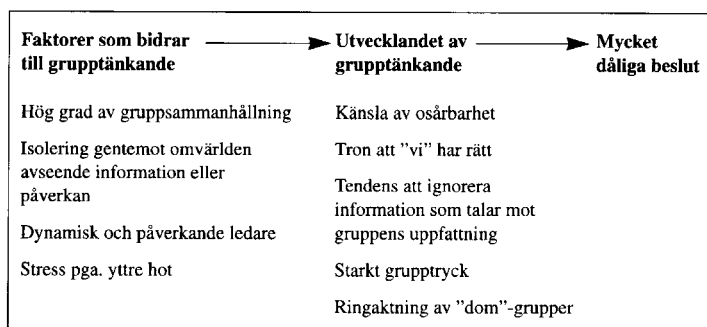 Faktorer som bidrar
till grupptänkande
Utvecklandet av
grupptänkande
Mycket
dåliga beslut
Hög grad av gruppsammanhållning
Isolering gentemot omvärlden
avseende information eller
påverkan
Dynamisk och påverkande ledare
Stress pga. yttre hot
Känsla av osårbarhet
Tron att ”vi” har rätt
Tendens att ignorera
information som talar mot
gruppens uppfattning
Starkt grupptryck
Ringaktning av ”dom”-grupper